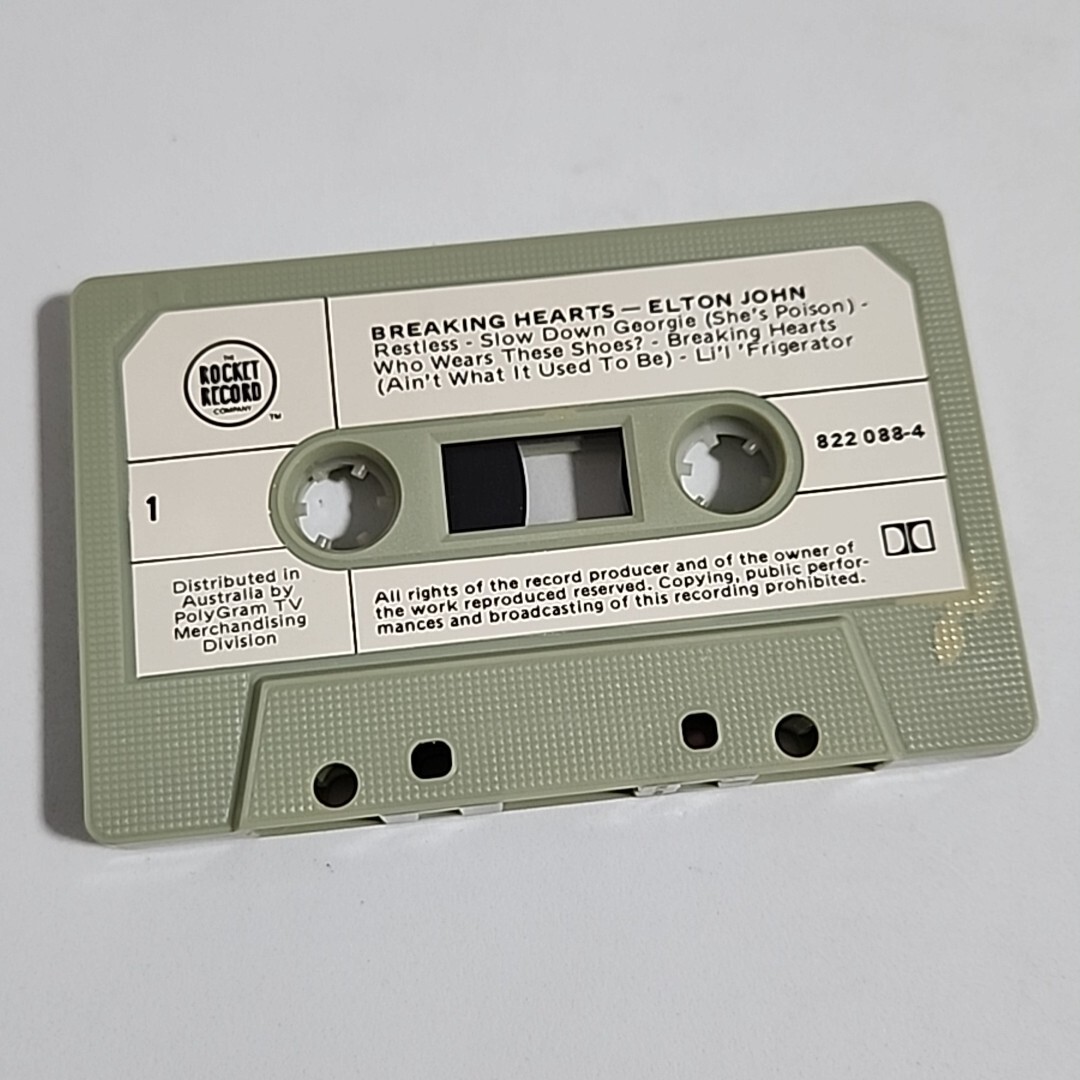 THE
ROCKET
RECORD
COMPANY
TM
BREAKING HEARTS — ELTON JOHN
Restless - Slow Down Georgie (She's Poison) -
Who Wears These Shoes? - Breaking Hearts
(Ain't What It Used To Be) - Li'l 'Frigerator
822 088-4
1
Distributed in
Australia by
PolyGram TV
Merchandising
Division
All rights of the record producer and of the owner of
the work reproduced reserved. Copying, public perfor-
mances and broadcasting of this recording prohibited.